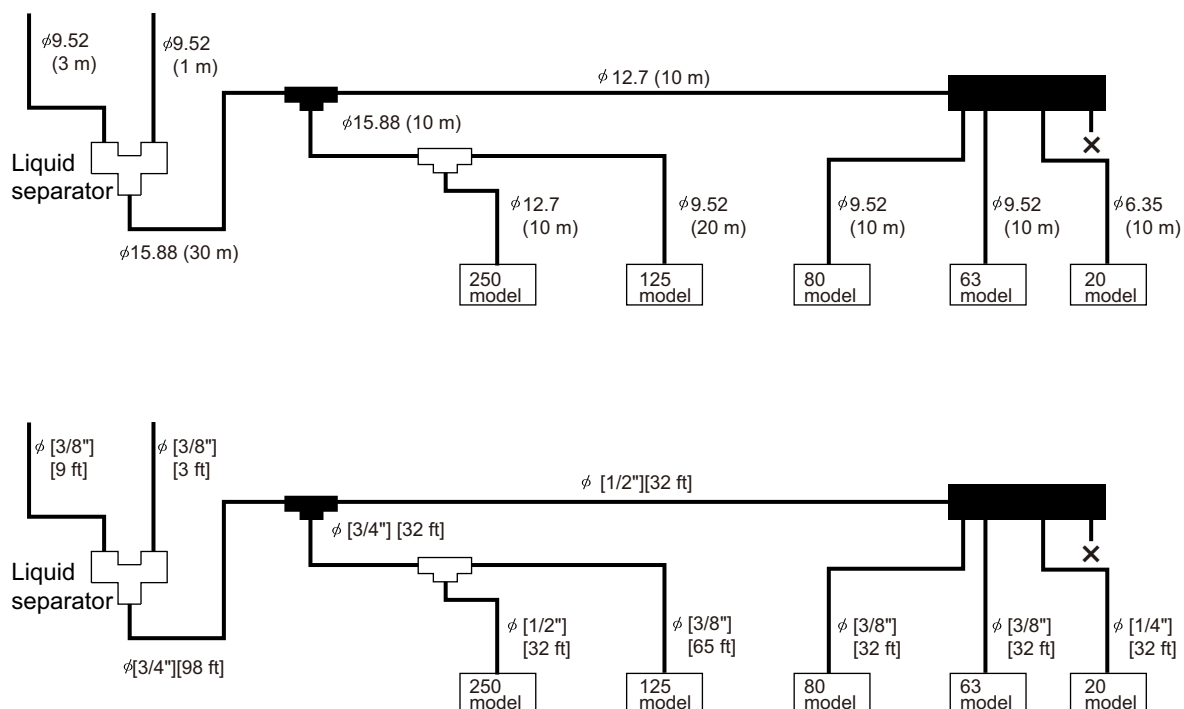 φ9.52
(3 m)
φ9.52
(1 m)
φ12.7 (10 m)
φ15.88 (10 m)
Liquid
separator
φ15.88 (30 m)
φ12.7
(10 m)
φ9.52
(20 m)
φ9.52
(10 m)
φ9.52
(10 m)
φ6.35
(10 m)
250
model
125
model
80
model
63
model
20
model
φ [3/8"]
[9 ft]
φ [3/8"]
[3 ft]
φ [1/2"][32 ft]
φ [3/4"] [32 ft]
Liquid
separator
φ[3/4"][98 ft]
φ [1/2"]
[32 ft]
φ [3/8"]
[65 ft]
φ [3/8"]
[32 ft]
φ [3/8"]
[32 ft]
φ [1/4"]
[32 ft]
250
model
125
model
80
model
63
model
20
model